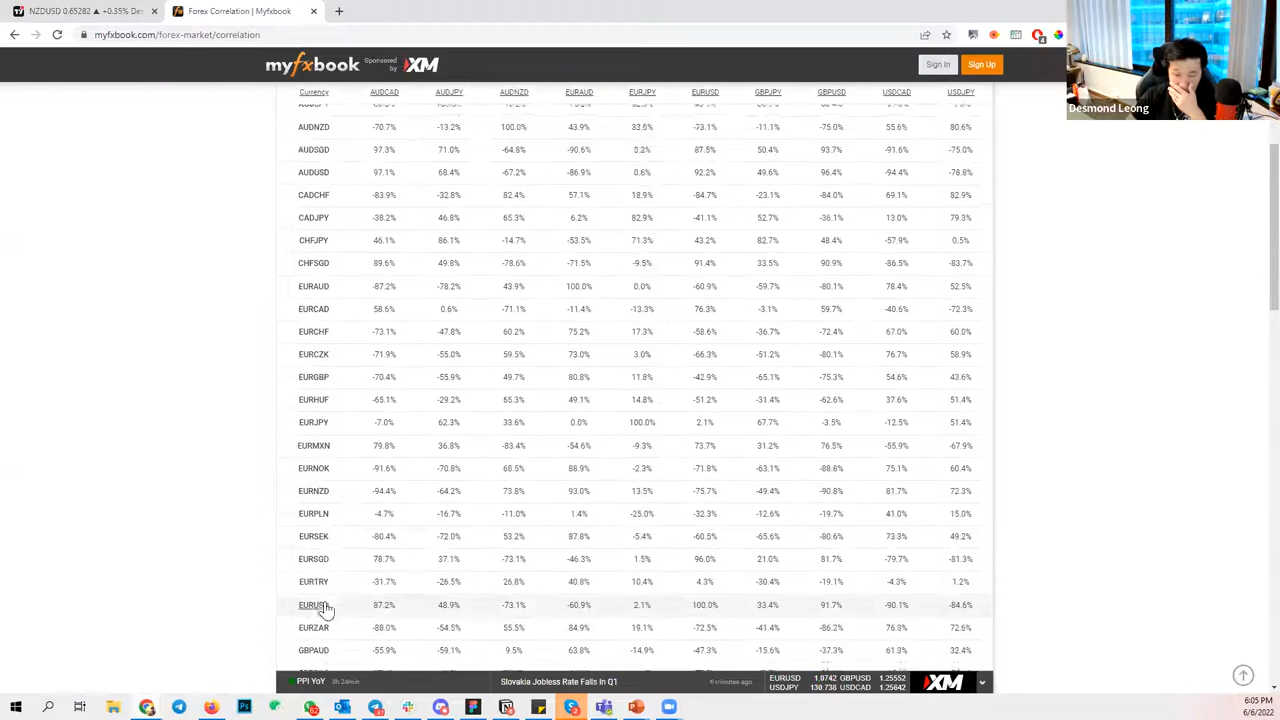 NZDUSD 0.65282 ▲ +0.35% De
Forex Correlation | Myfxbook
myfxbook.com/forex-market/correlation
myfxbook Sponsored by XM
Sign In Sign Up
Desmond Leong
Currency AUDCAD AUDJPY AUDNZD EURAUD EURJPY EURUSD GBPJPY GBPUSD USDCAD USDJPY
AUDNZD -70.7% -13.2% 100.0% 43.9% 33.6% -73.1% -11.1% -75.0% 55.6% 80.6%
AUDSGD 97.3% 71.0% -64.8% -90.6% 3.2% 87.5% 50.4% 93.7% -91.6% -75.0%
AUDUSD 97.1% 68.4% -67.2% -86.9% 0.6% 92.2% 49.6% 96.4% -94.4% -78.8%
CADCHF -83.9% -32.8% 82.4% 57.1% 18.9% -84.7% -23.1% -84.0% 69.1% 82.9%
CADJPY -38.2% 46.8% 65.3% 6.2% 82.9% -41.1% 52.7% -36.1% 13.0% 79.3%
CHFJPY 46.1% 86.1% -14.7% -53.5% 71.3% 43.2% 82.7% 48.4% -57.9% 0.5%
CHFSGD 89.6% 49.8% -78.6% -71.5% -9.5% 91.4% 33.5% 90.9% -86.5% -83.7%
EURAUD -87.2% -78.2% 43.9% 100.0% 0.0% -60.9% -59.7% -80.1% 78.4% 52.5%
EURCAD 58.6% 0.6% -71.1% -11.4% -13.3% 76.3% -3.1% 59.7% -40.6% -72.3%
EURCHF -73.1% -47.8% 60.2% 75.2% 17.3% -58.6% -36.7% -72.4% 67.0% 60.0%
EURCZK -71.9% -55.0% 59.5% 73.0% 3.0% -66.3% -51.2% -80.1% 76.7% 58.9%
EURGBP -70.4% -55.9% 49.7% 80.8% 11.8% -42.9% -65.1% -75.3% 54.6% 43.6%
EURHUF -65.1% -29.2% 65.3% 49.1% 14.8% -51.2% -31.4% -62.6% 37.6% 51.4%
EURJPY -7.0% 62.3% 33.6% 0.0% 100.0% 2.1% 67.7% -3.5% -12.5% 51.4%
EURMXN 79.8% 36.8% -83.4% -54.6% -9.3% 73.7% 31.2% 76.5% -55.9% -67.9%
EURNOK -91.6% -70.8% 68.5% 88.9% -2.3% -71.8% -63.1% -88.8% 75.1% 60.4%
EURNZD -94.4% -64.2% 73.8% 93.0% 13.5% -75.7% -49.4% -90.8% 81.7% 72.3%
EURPLN -4.7% -16.7% -11.0% 1.4% -25.0% -32.3% -12.6% -19.7% 41.0% 15.0%
EURSEK -80.4% -72.0% 53.2% 87.8% -5.4% -60.5% -65.6% -80.6% 73.3% 49.2%
EURSGD 78.7% 37.1% -73.1% -46.3% 1.5% 96.0% 21.0% 81.7% -79.7% -81.3%
EURTRY -31.7% -26.5% 26.8% 40.8% 10.4% 4.3% -30.4% -19.1% -4.3% 1.2%
EURUSD 87.2% 48.9% -73.1% -60.9% 2.1% 100.0% 33.4% 91.7% -90.1% -84.6%
EURZAR -88.0% -54.5% 55.5% 84.9% 19.1% -72.5% -41.4% -86.2% 76.3% 72.6%
GBPAUD -55.9% -59.1% 9.5% 63.8% -14.9% -47.3% -15.6% -37.3% 61.3% 32.4%
PPI YoY 3h 24min Slovakia Jobless Rate Falls In Q1 6 minutes ago EURUSD 1.0742 GBPUSD 1.25552
USDJPY 130.738 USDCAD 1.25642 XM
6:05 PM
6/6/2022